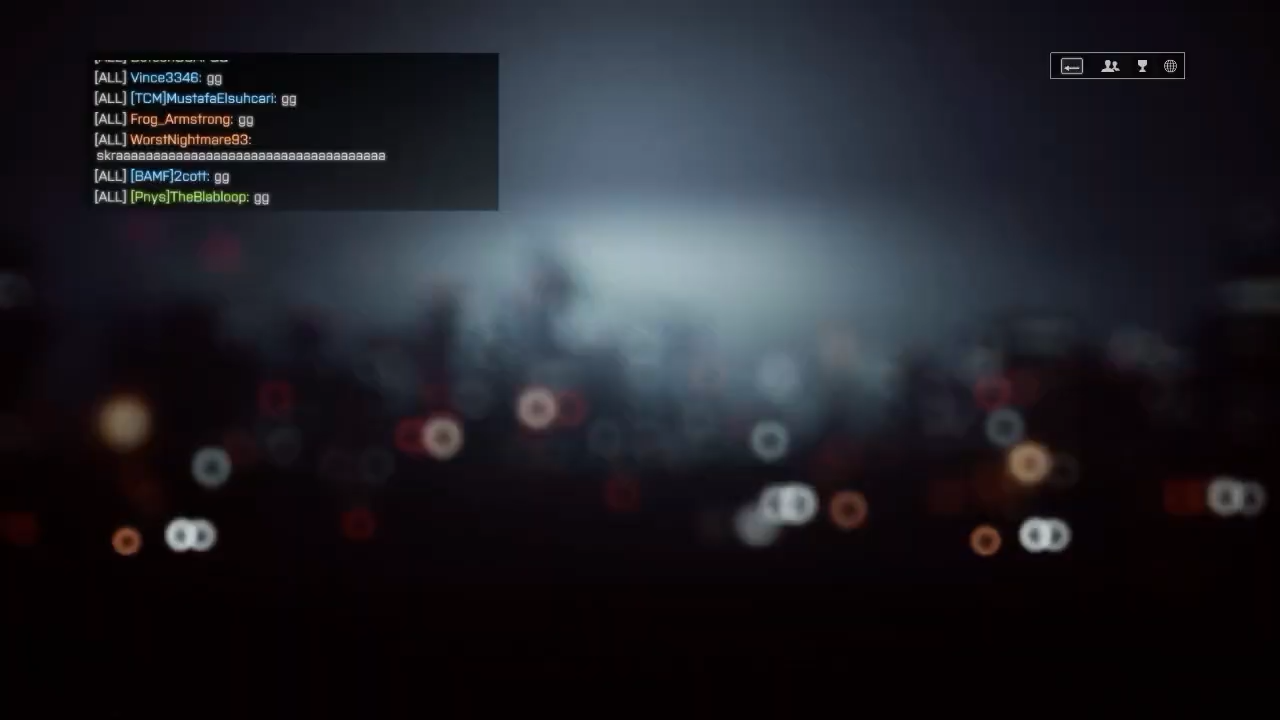 [ALL] Vince3346: gg
[ALL] [TCM]MustafaElsuhcari: gg
[ALL] Frog_Armstrong: gg
[ALL] WorstNightmare93:
skraaaaaaaaaaaaaaaaaaaaaaaaaaaaaaaaaaaa
[ALL] [BAMF]2cott: gg
[ALL] [Pnys]TheBlabloop: gg